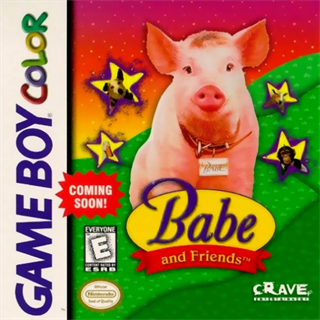 GAME BOY COLOR
COMING
SOON!
Babe
and Friends™
EVERYONE
E
CONTENT RATED BY
ESRB
Official
Nintendo
Seal of Quality
CRAVE
ENTERTAINMENT